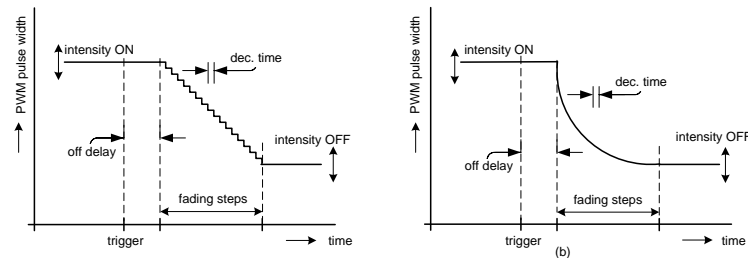 PWM pulse width
intensity ON
dec. time
off delay
intensity OFF
fading steps
trigger
time
PWM pulse width
intensity ON
dec. time
off delay
intensity OFF
fading steps
trigger
time
(b)